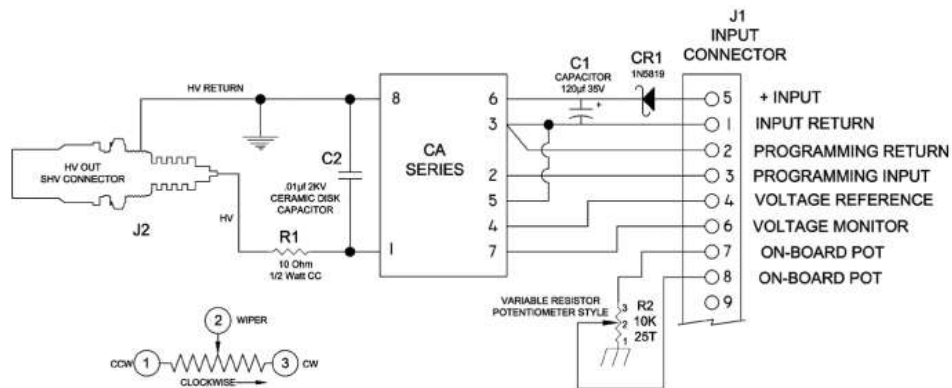 J1
INPUT
CONNECTOR
C1
CAPACITOR
120µf 35V
+
CR1
1N5819
HV RETURN
8
6
5
+ INPUT
3
1
INPUT RETURN
2
PROGRAMMING RETURN
HV OUT
SHV CONNECTOR
C2
CA
SERIES
2
3
PROGRAMMING INPUT
.01µf 2KV
CERAMIC DISK
CAPACITOR
5
4
VOLTAGE REFERENCE
J2
HV
4
6
VOLTAGE MONITOR
R1
1
7
7
ON-BOARD POT
10 Ohm
1/2 Watt CC
8
ON-BOARD POT
9
VARIABLE RESISTOR
POTENTIOMETER STYLE
3
2
1
R2
10K
25T
2
WIPER
CCW
1
3
CW
CLOCKWISE